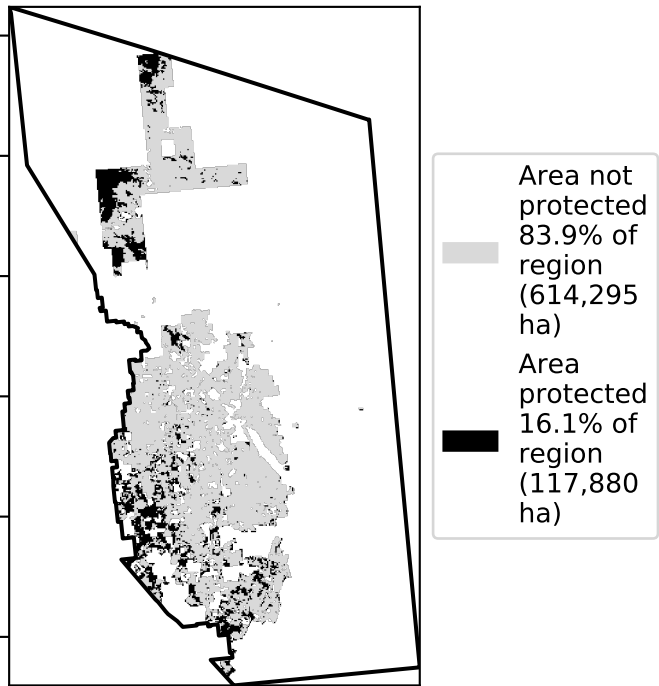 Area not
protected
83.9% of
region
(614,295
ha)
Area
protected
16.1% of
region
(117,880
ha)